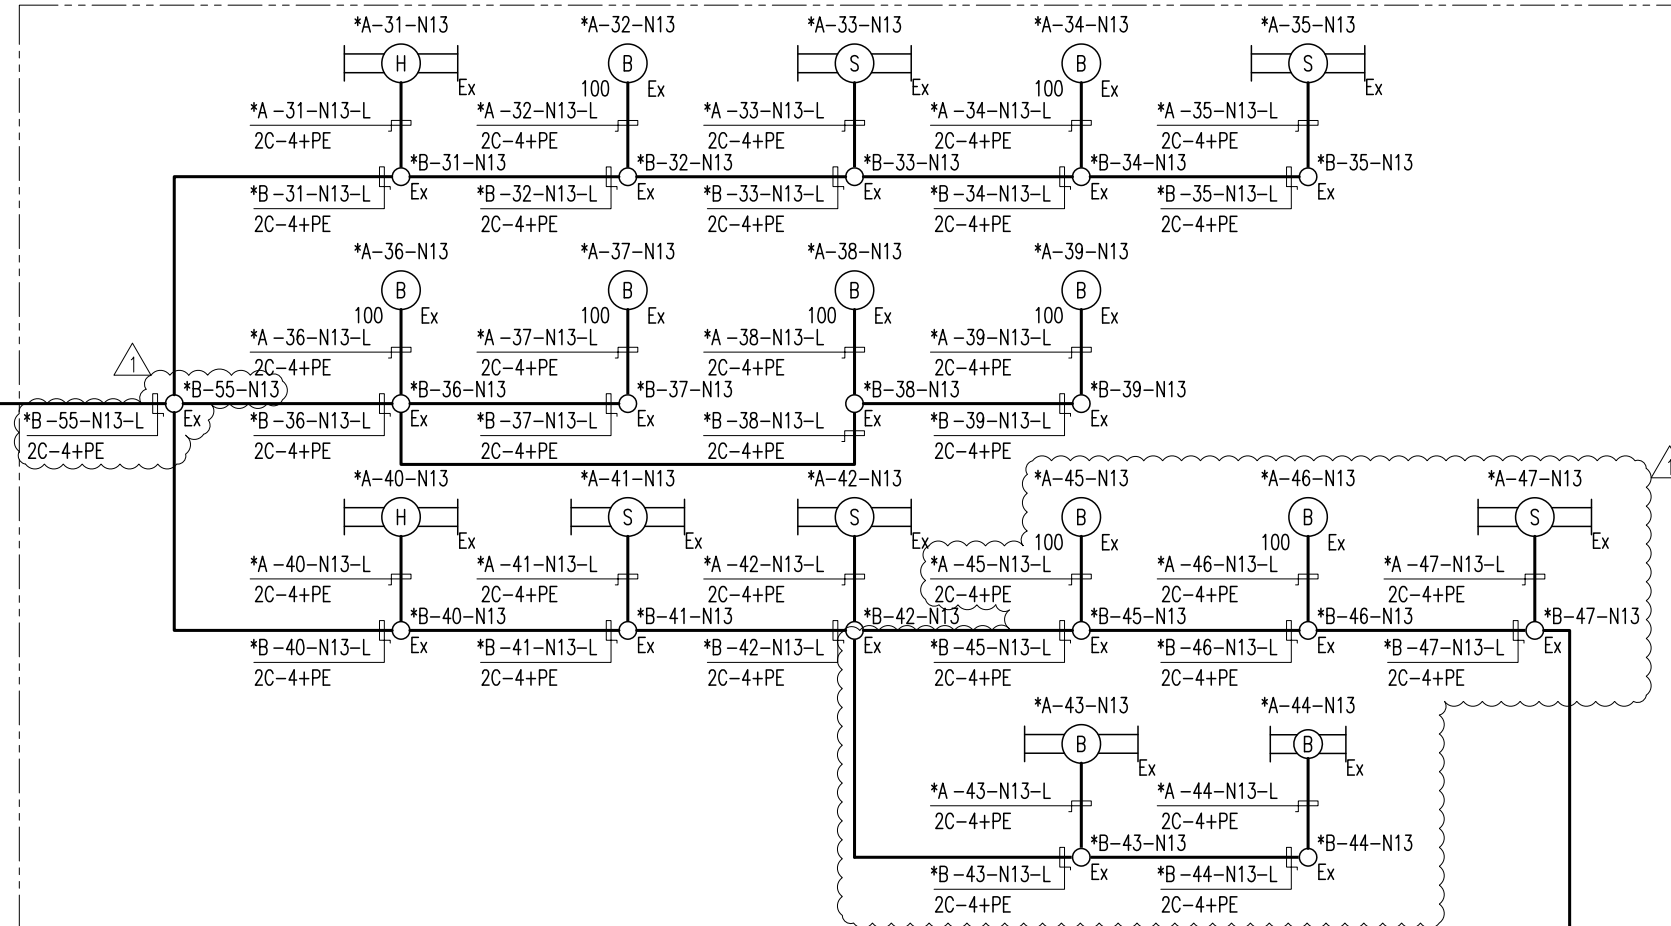 *A-31-N13 *A-32-N13 *A-33-N13 *A-34-N13 *A-35-N13
H B S B S
100 100
Ex Ex Ex Ex Ex
*A-31-N13-L *A-32-N13-L *A-33-N13-L *A-34-N13-L *A-35-N13-L
2C-4+PE 2C-4+PE 2C-4+PE 2C-4+PE 2C-4+PE
*B-31-N13 *B-32-N13 *B-33-N13 *B-34-N13 *B-35-N13
*B-31-N13-L Ex *B-32-N13-L Ex *B-33-N13-L Ex *B-34-N13-L Ex *B-35-N13-L Ex
2C-4+PE 2C-4+PE 2C-4+PE 2C-4+PE 2C-4+PE
*A-36-N13 *A-37-N13 *A-38-N13 *A-39-N13
B B B B
100 Ex 100 Ex 100 Ex 100 Ex
*A-36-N13-L *A-37-N13-L *A-38-N13-L *A-39-N13-L
1
2C-4+PE 2C-4+PE 2C-4+PE 2C-4+PE
*B-55-N13 *B-36-N13 *B-37-N13 *B-38-N13 *B-39-N13
*B-55-N13-L Ex *B-36-N13-L Ex *B-37-N13-L Ex *B-38-N13-L Ex *B-39-N13-L Ex
2C-4+PE 2C-4+PE 2C-4+PE 2C-4+PE 2C-4+PE
1
*A-40-N13 *A-41-N13 *A-42-N13 *A-45-N13 *A-46-N13 *A-47-N13
H S S B B S
Ex Ex Ex 100 Ex 100 Ex Ex
*A-40-N13-L *A-41-N13-L *A-42-N13-L *A-45-N13-L *A-46-N13-L *A-47-N13-L
2C-4+PE 2C-4+PE 2C-4+PE 2C-4+PE 2C-4+PE 2C-4+PE
*B-40-N13 *B-41-N13 *B-42-N13 *B-45-N13 *B-46-N13 *B-47-N13
*B-40-N13-L Ex *B-41-N13-L Ex *B-42-N13-L Ex *B-45-N13-L Ex *B-46-N13-L Ex *B-47-N13-L Ex
2C-4+PE 2C-4+PE 2C-4+PE 2C-4+PE 2C-4+PE 2C-4+PE
*A-43-N13 *A-44-N13
B B
Ex Ex
*A-43-N13-L *A-44-N13-L
2C-4+PE 2C-4+PE
*B-43-N13 *B-44-N13
*B-43-N13-L Ex *B-44-N13-L Ex
2C-4+PE 2C-4+PE